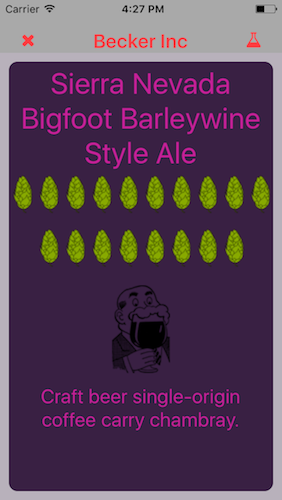 Carrier 4:27 PM
Becker Inc
Sierra Nevada
Bigfoot Barleywine
Style Ale
Craft beer single-origin
coffee carry chambray.